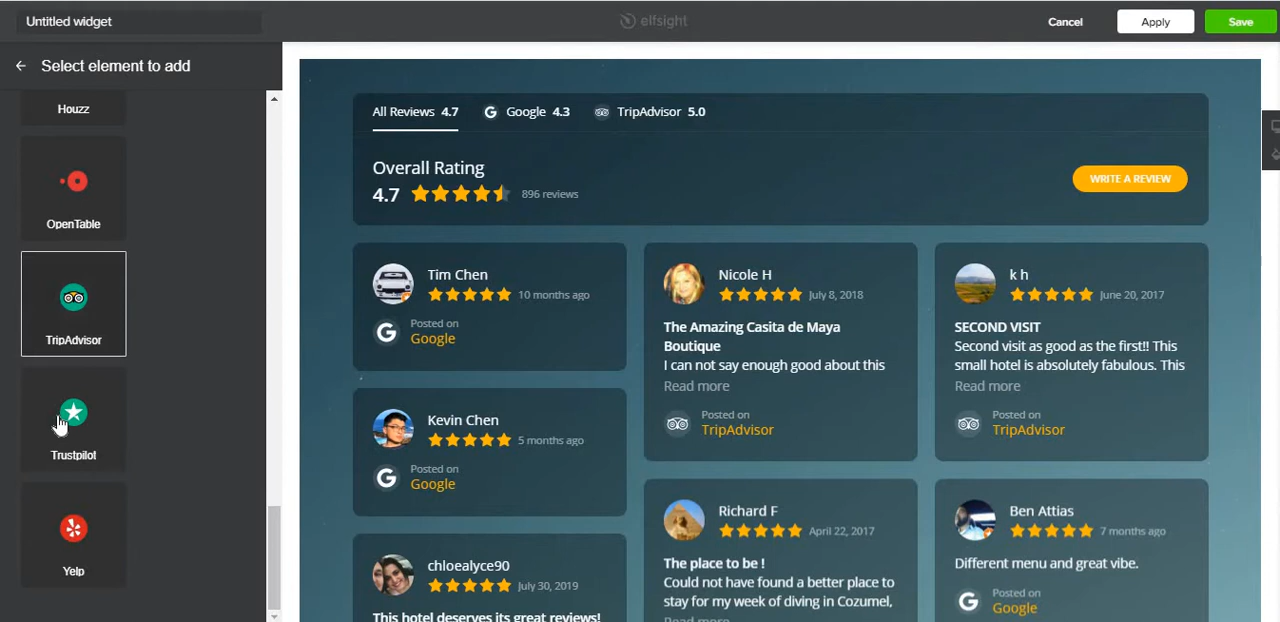 Untitled widget
elfsight
Cancel
Apply
Save
Select element to add
Houzz
OpenTable
TripAdvisor
Trustpilot
Yelp
All Reviews 4.7
G Google 4.3
TripAdvisor 5.0
Overall Rating
4.7
896 reviews
WRITE A REVIEW
Tim Chen
10 months ago
G
Posted on
Google
Kevin Chen
5 months ago
G
Posted on
Google
chloealyce90
July 30, 2019
This hotel deserves its great reviews!
Nicole H
July 8, 2018
The Amazing Casita de Maya
Boutique
I can not say enough good about this
Read more
Posted on
TripAdvisor
Richard F
April 22, 2017
The place to be !
Could not have found a better place to
stay for my week of diving in Cozumel,
Read more
k h
June 20, 2017
SECOND VISIT
Second visit as good as the first!! This
small hotel is absolutely fabulous. This
Read more
Posted on
TripAdvisor
Ben Attias
7 months ago
Different menu and great vibe.
G
Posted on
Google